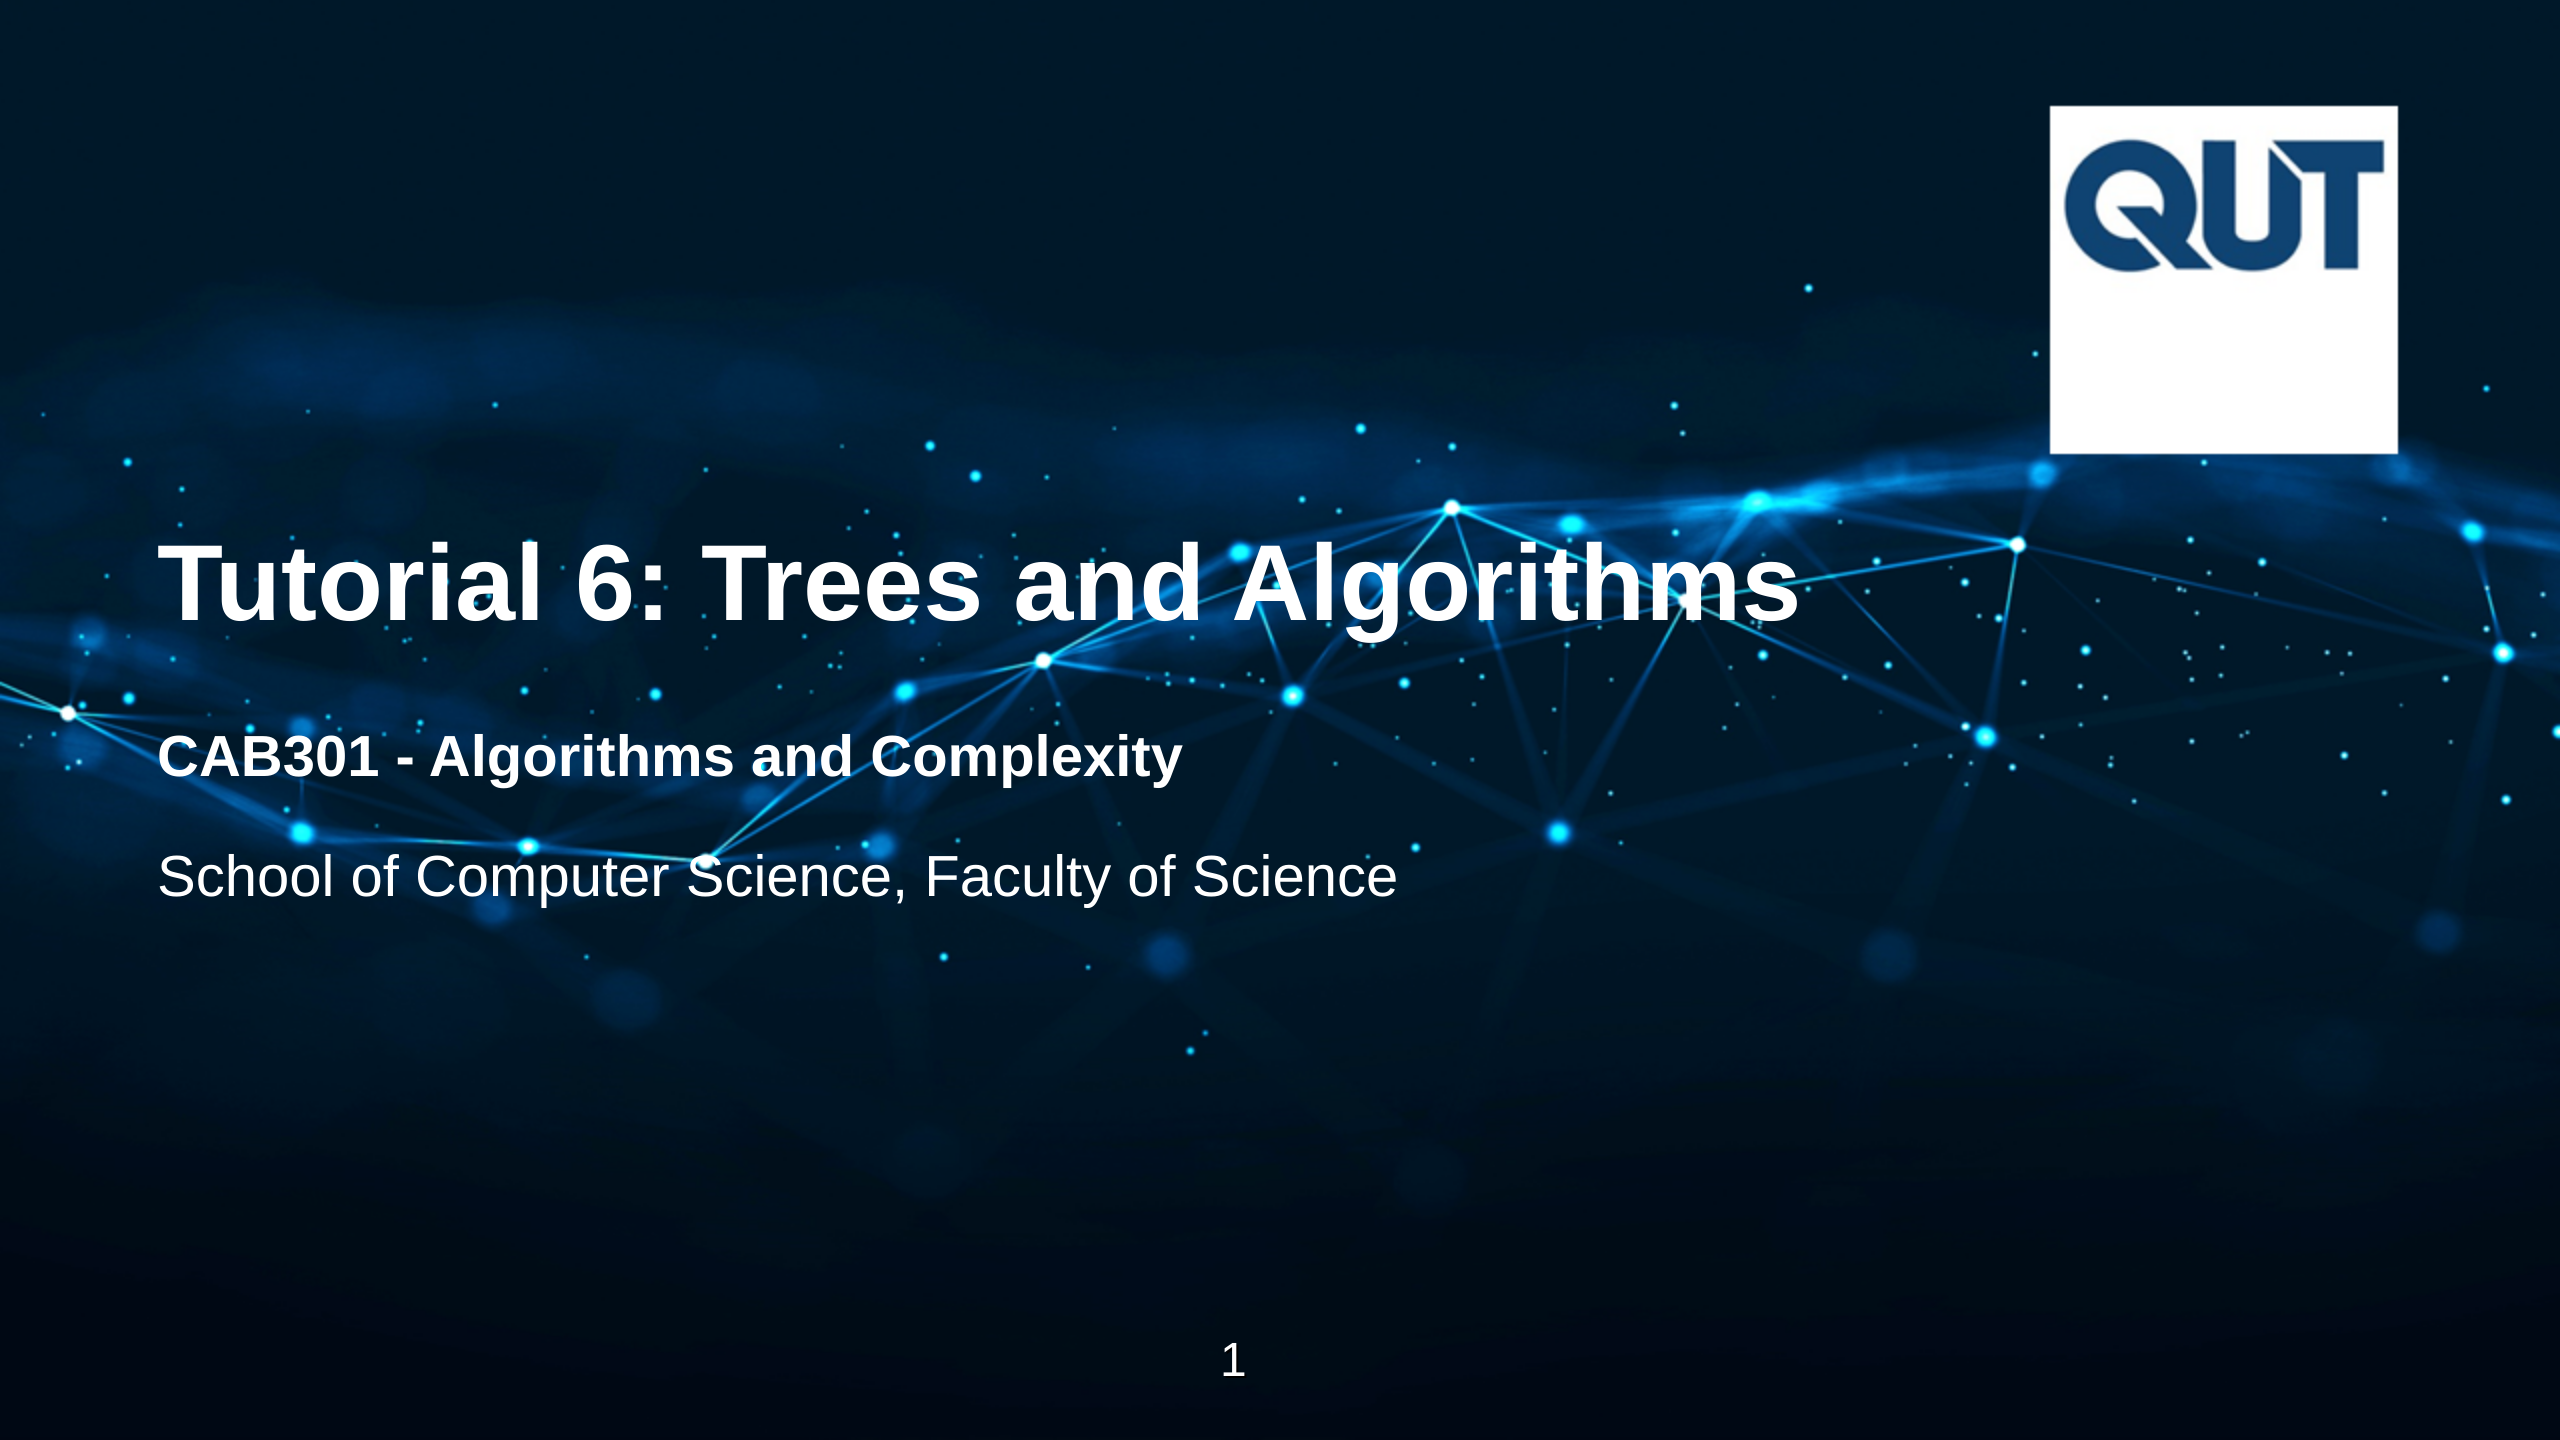 QUT
Tutorial 6: Trees and Algorithms
CAB301 - Algorithms and Complexity
School of Computer Science, Faculty of Science
1